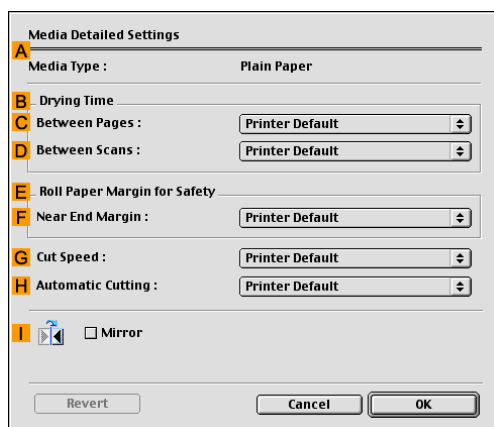 Media Detailed Settings
A
Media Type : Plain Paper
B Drying Time
C Between Pages : Printer Default
D Between Scans : Printer Default
E Roll Paper Margin for Safety
F Near End Margin : Printer Default
G Cut Speed : Printer Default
H Automatic Cutting : Printer Default
I Mirror
Revert Cancel OK